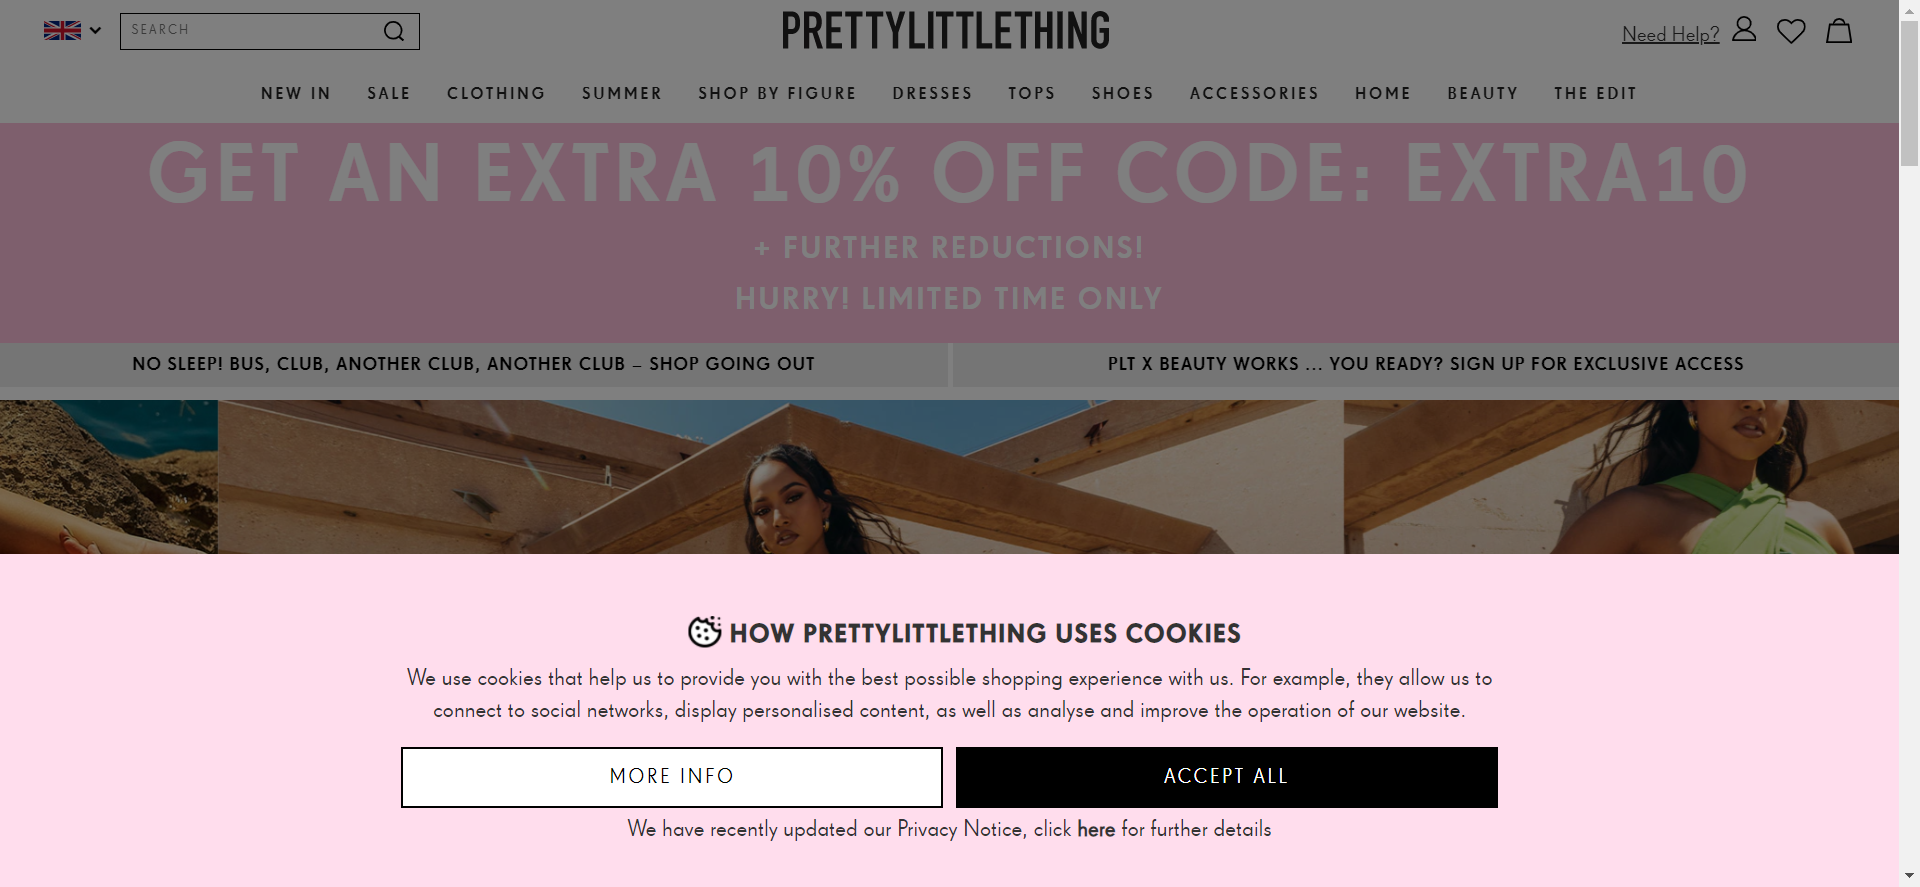 SEARCH
PRETTYLITTLETHING
Need Help?
NEW IN SALE CLOTHING SUMMER SHOP BY FIGURE DRESSES TOPS SHOES ACCESSORIES HOME BEAUTY THE EDIT
GET AN EXTRA 10% OFF CODE: EXTRA10
+ FURTHER REDUCTIONS!
HURRY! LIMITED TIME ONLY
NO SLEEP! BUS, CLUB, ANOTHER CLUB, ANOTHER CLUB – SHOP GOING OUT
PLT X BEAUTY WORKS ... YOU READY? SIGN UP FOR EXCLUSIVE ACCESS
HOW PRETTYLITTLETHING USES COOKIES
We use cookies that help us to provide you with the best possible shopping experience with us. For example, they allow us to
connect to social networks, display personalised content, as well as analyse and improve the operation of our website.
MORE INFO
ACCEPT ALL
We have recently updated our Privacy Notice, click here for further details